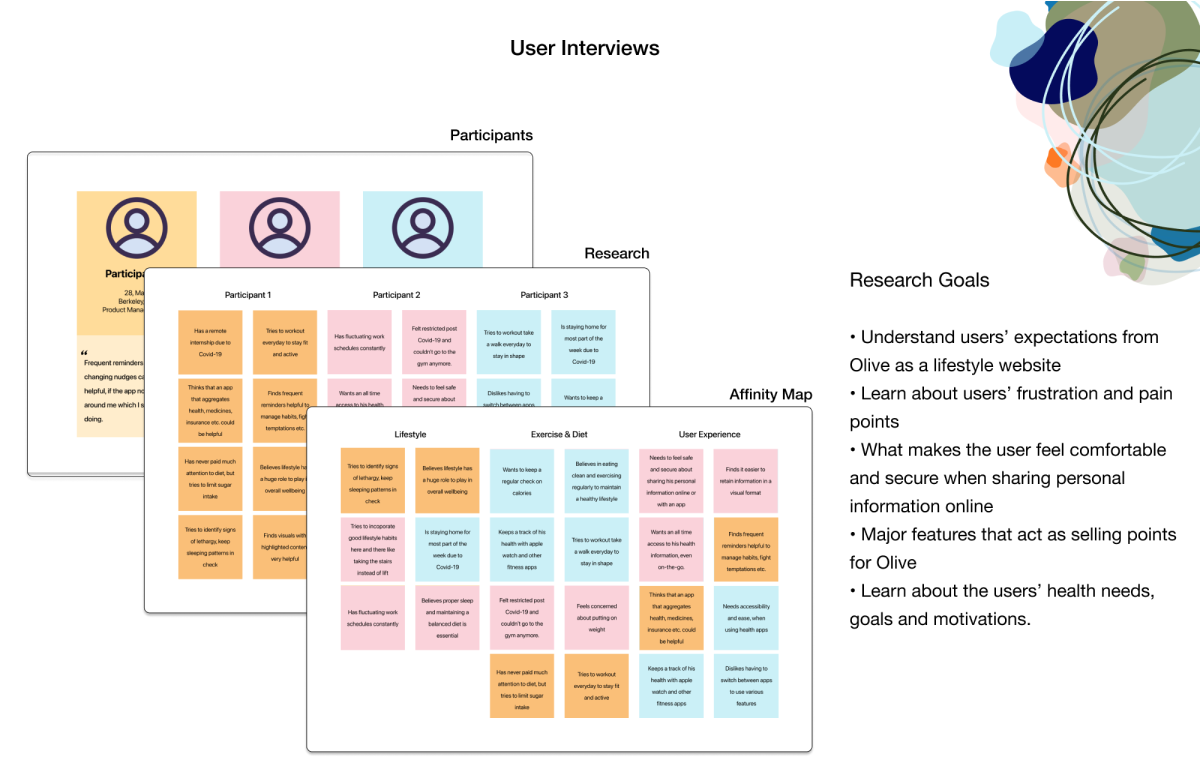 User Interviews
Participants
28, Ma
Berkeley,
Product Mana
“
Frequent reminders
changing nudges
helpful, if the app
around me which I
doing.
Research
Participant 1
Participant 2
Participant 3
Has a remote
internship due to
Covid-19
Tries to workout
everyday to stay fit
and active
Has fluctuating work
schedules constantly
Felt restricted post
Covid-19 and
couldn't go to the
gym anymore.
Tries to workout take
a walk everyday to
stay in shape
Is staying home for
most part of the
week due to
Covid-19
Thinks that an app
that aggregates
health, medicines,
insurance etc. could
be helpful
Finds frequent
reminders helpful to
manage habits, figh
temptations etc.
Wants an all time
access to his health
Needs to feel safe
and secure about
Dislikes having to
switch between apps
Wants to keep a
Has never paid much
attention to diet, but
tries to limit sugar
intake
Believes lifestyle ha
a huge role to play i
overall wellbeing
Tries to identify signs
of lethargy, keep
sleeping patterns in
check
Finds visuals with
highlighted conten
very helpful
Affinity Map
Lifestyle
Exercise & Diet
User Experience
Tries to identify signs
of lethargy, keep
sleeping patterns in
check
Believes lifestyle has
a huge role to play in
overall wellbeing
Wants to keep a
regular check on
calories
Believes in eating
clean and exercising
regularly to maintain
a healthy lifestyle
Needs to feel safe
and secure about
sharing his personal
information online or
with an app
Finds it easier to
retain information in a
visual format
Tries to incoporate
good lifestyle habits
here and there like
taking the stairs
instead of lift
Is staying home for
most part of the
week due to
Covid-19
Keeps a track of his
health with apple
watch and other
fitness apps
Tries to workout take
a walk everyday to
stay in shape
Wants an all time
access to his health
information, even
on-the-go.
Finds frequent
reminders helpful to
manage habits, fight
temptations etc.
Has fluctuating work
schedules constantly
Believes proper sleep
and maintaining a
balanced diet is
essential
Felt restricted post
Covid-19 and
couldn't go to the
gym anymore
Feels concerned
about putting on
weight
Thinks that an app
that aggregates
health, medicines,
insurance etc. could
be helpful
Needs accessibility
and ease, when
using health apps
Has never paid much
attention to diet, but
tries to limit sugar
intake
Tries to workout
everyday to stay fit
and active
Keeps a track of his
health with apple
watch and other
fitness apps
Dislikes having to
switch between apps
to use various
features
Research Goals
• Understand users’ expectations from
Olive as a lifestyle website
• Learn about users’ frustration and pain
points
• What makes the user feel comfortable
and secure when sharing personal
information online
• Major features that act as selling points
for Olive
• Learn about the users’ health needs,
goals and motivations.